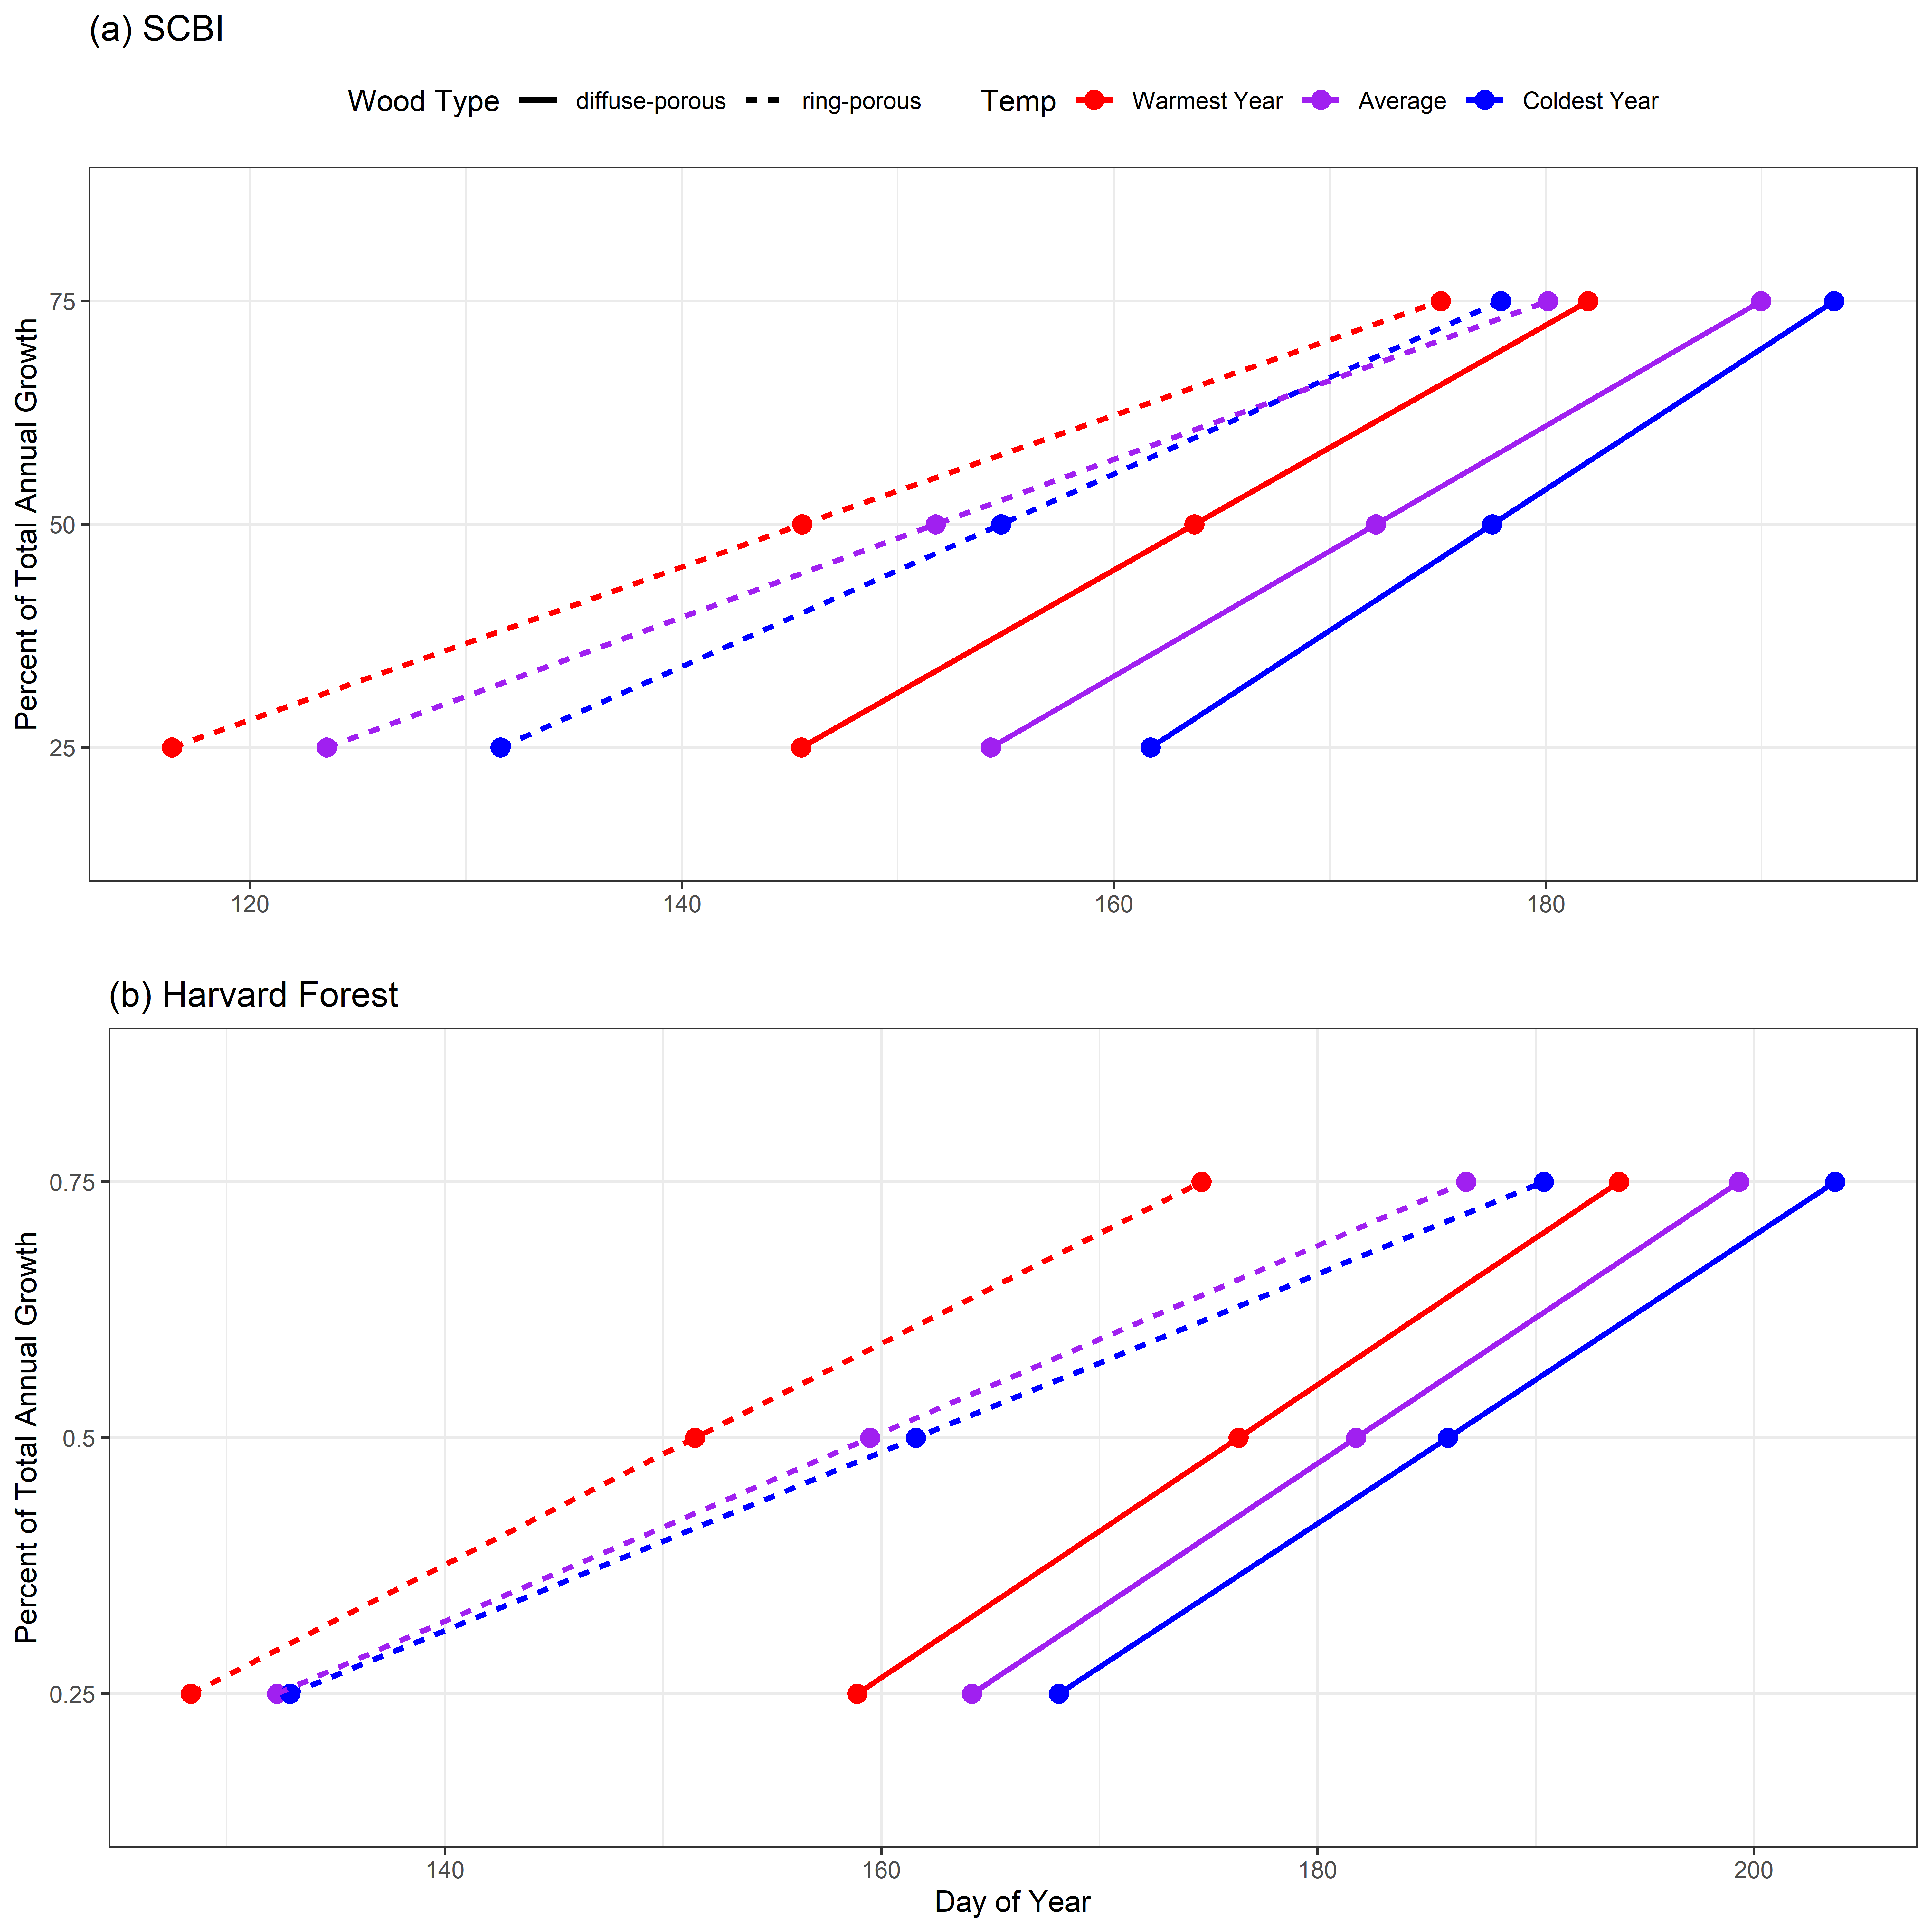 (a) SCBI
Wood Type diffuse-porous ring-porous Temp Warmest Year Average Coldest Year
Percent of Total Annual Growth
75
50
25
120 140 160 180
(b) Harvard Forest
Percent of Total Annual Growth
0.75
0.5
0.25
140 160 180 200
Day of Year